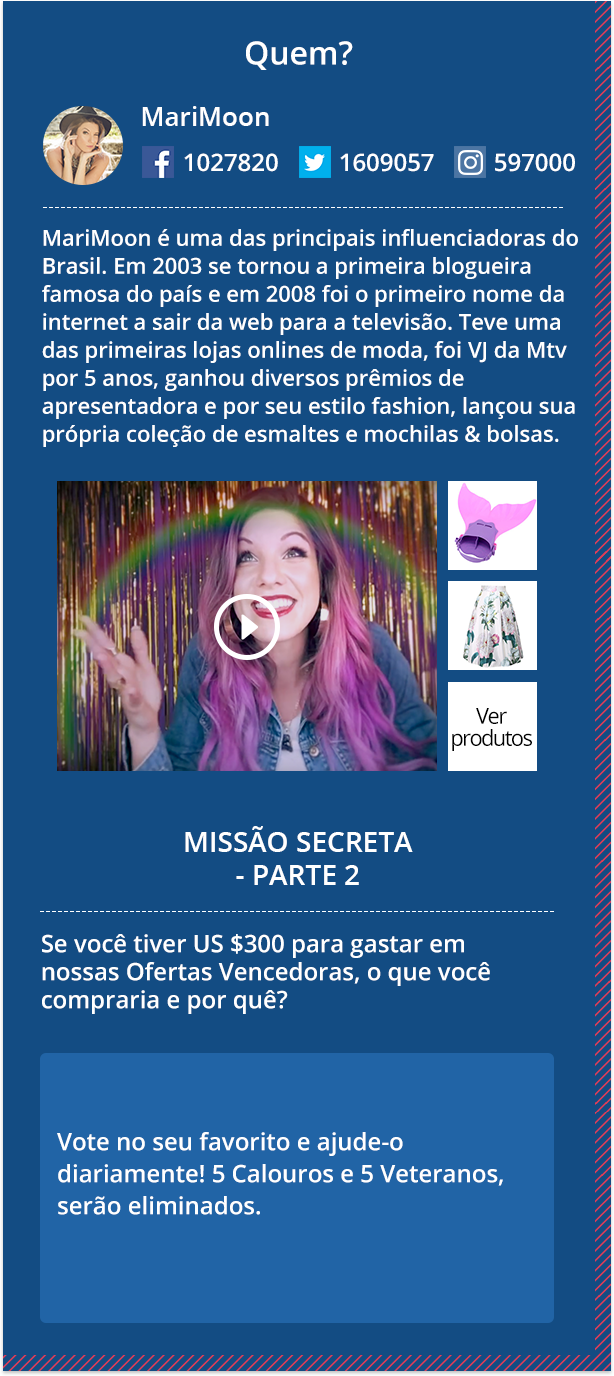 Quem?
MariMoon
1027820 1609057 597000
MariMoon é uma das principais influenciadoras do
Brasil. Em 2003 se tornou a primeira blogueira
famosa do país e em 2008 foi o primeiro nome da
internet a sair da web para a televisão. Teve uma
das primeiras lojas onlines de moda, foi VJ da Mtv
por 5 anos, ganhou diversos prêmios de
apresentadora e por seu estilo fashion, lançou sua
própria coleção de esmaltes e mochilas & bolsas.
Ver
produtos
MISSÃO SECRETA
- PARTE 2
Se você tiver US $300 para gastar em
nossas Ofertas Vencedoras, o que você
compraria e por quê?
Vote no seu favorito e ajude-o
diariamente! 5 Calouros e 5 Veteranos,
serão eliminados.